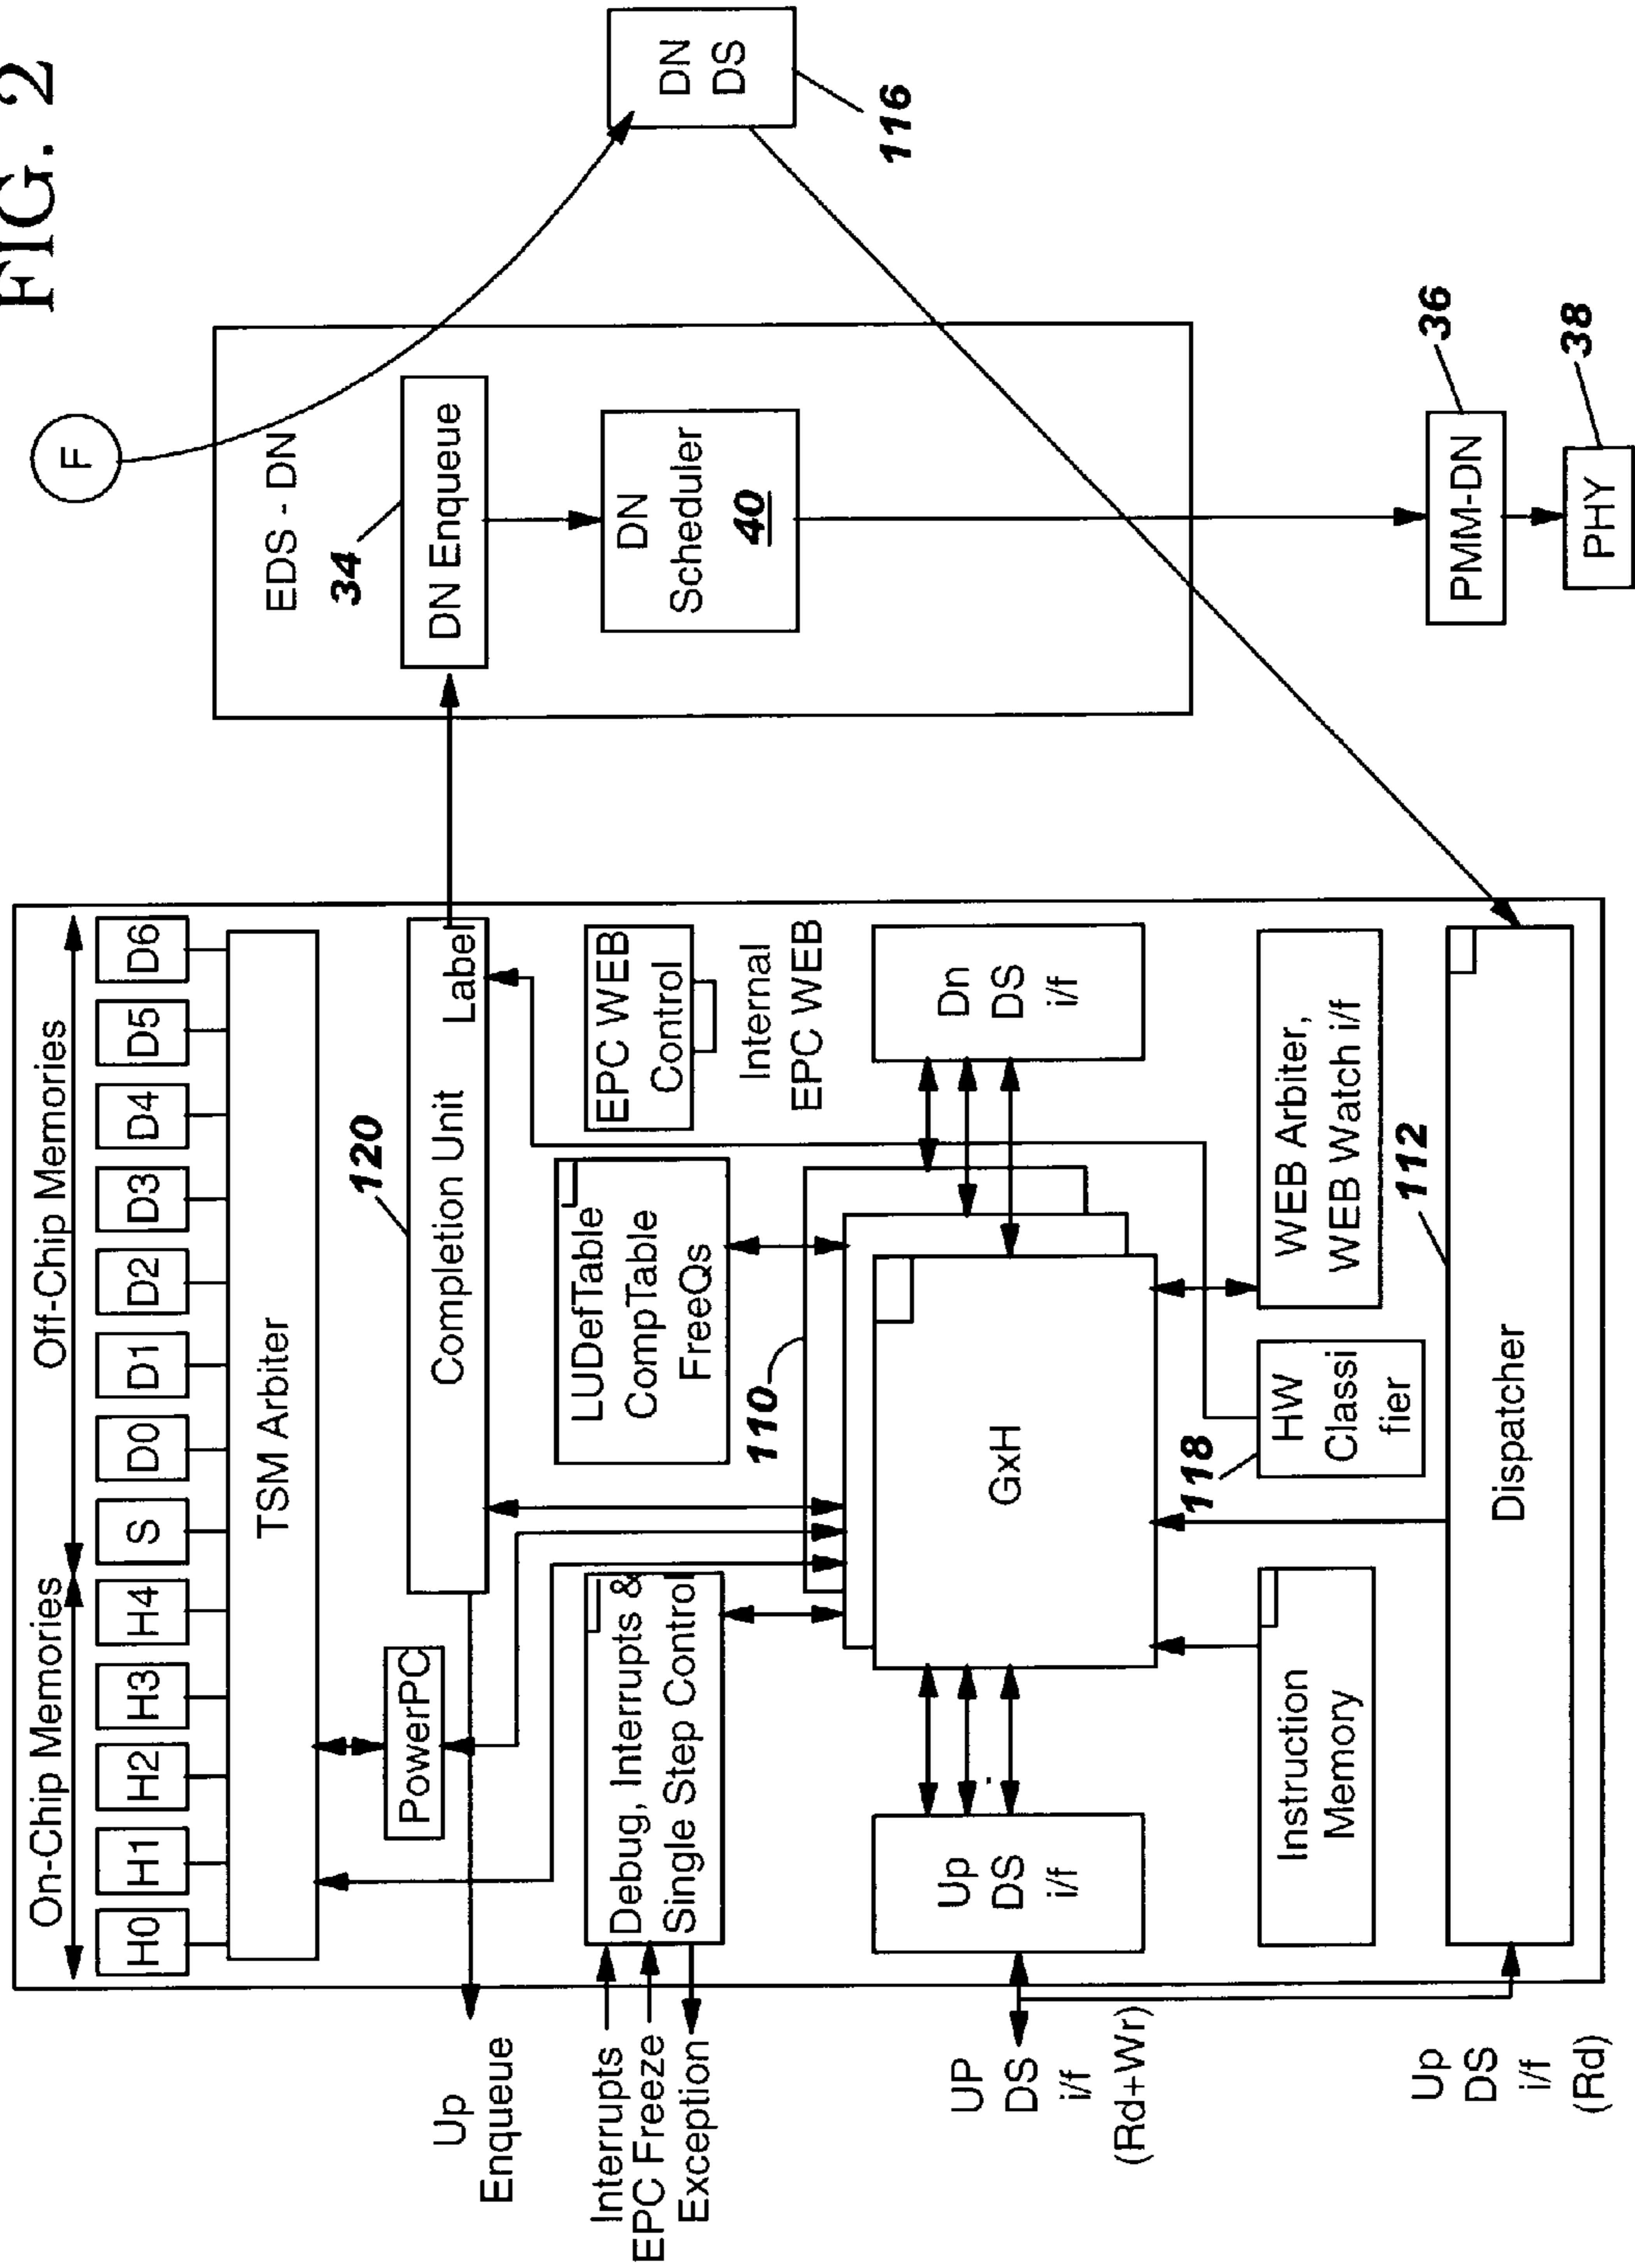 FIG. 2
On-Chip Memories
Off-Chip Memories
H0
H1
H2
H3
H4
S
D0
D1
D2
D3
D4
D5
D6
TSM Arbiter
PowerPC
120
Completion Unit
Label
Up
Enqueue
Interrupts
EPC Freeze
Exception
Debug, Interrupts &
Single Step Control
LUDefTable
CompTable
FreeQs
EPC WEB
Control
Internal
EPC WEB
110
GxH
UP
DS
i/f
(Rd+Wr)
Up
DS
i/f
Dn
DS
i/f
Instruction
Memory
118
HW
Classi
fier
WEB Arbiter,
WEB Watch i/f
112
Dispatcher
Up
DS
i/f
(Rd)
F
EDS - DN
34
DN Enqueue
DN
Scheduler
40
DN
DS
116
PMM-DN
36
PHY
38